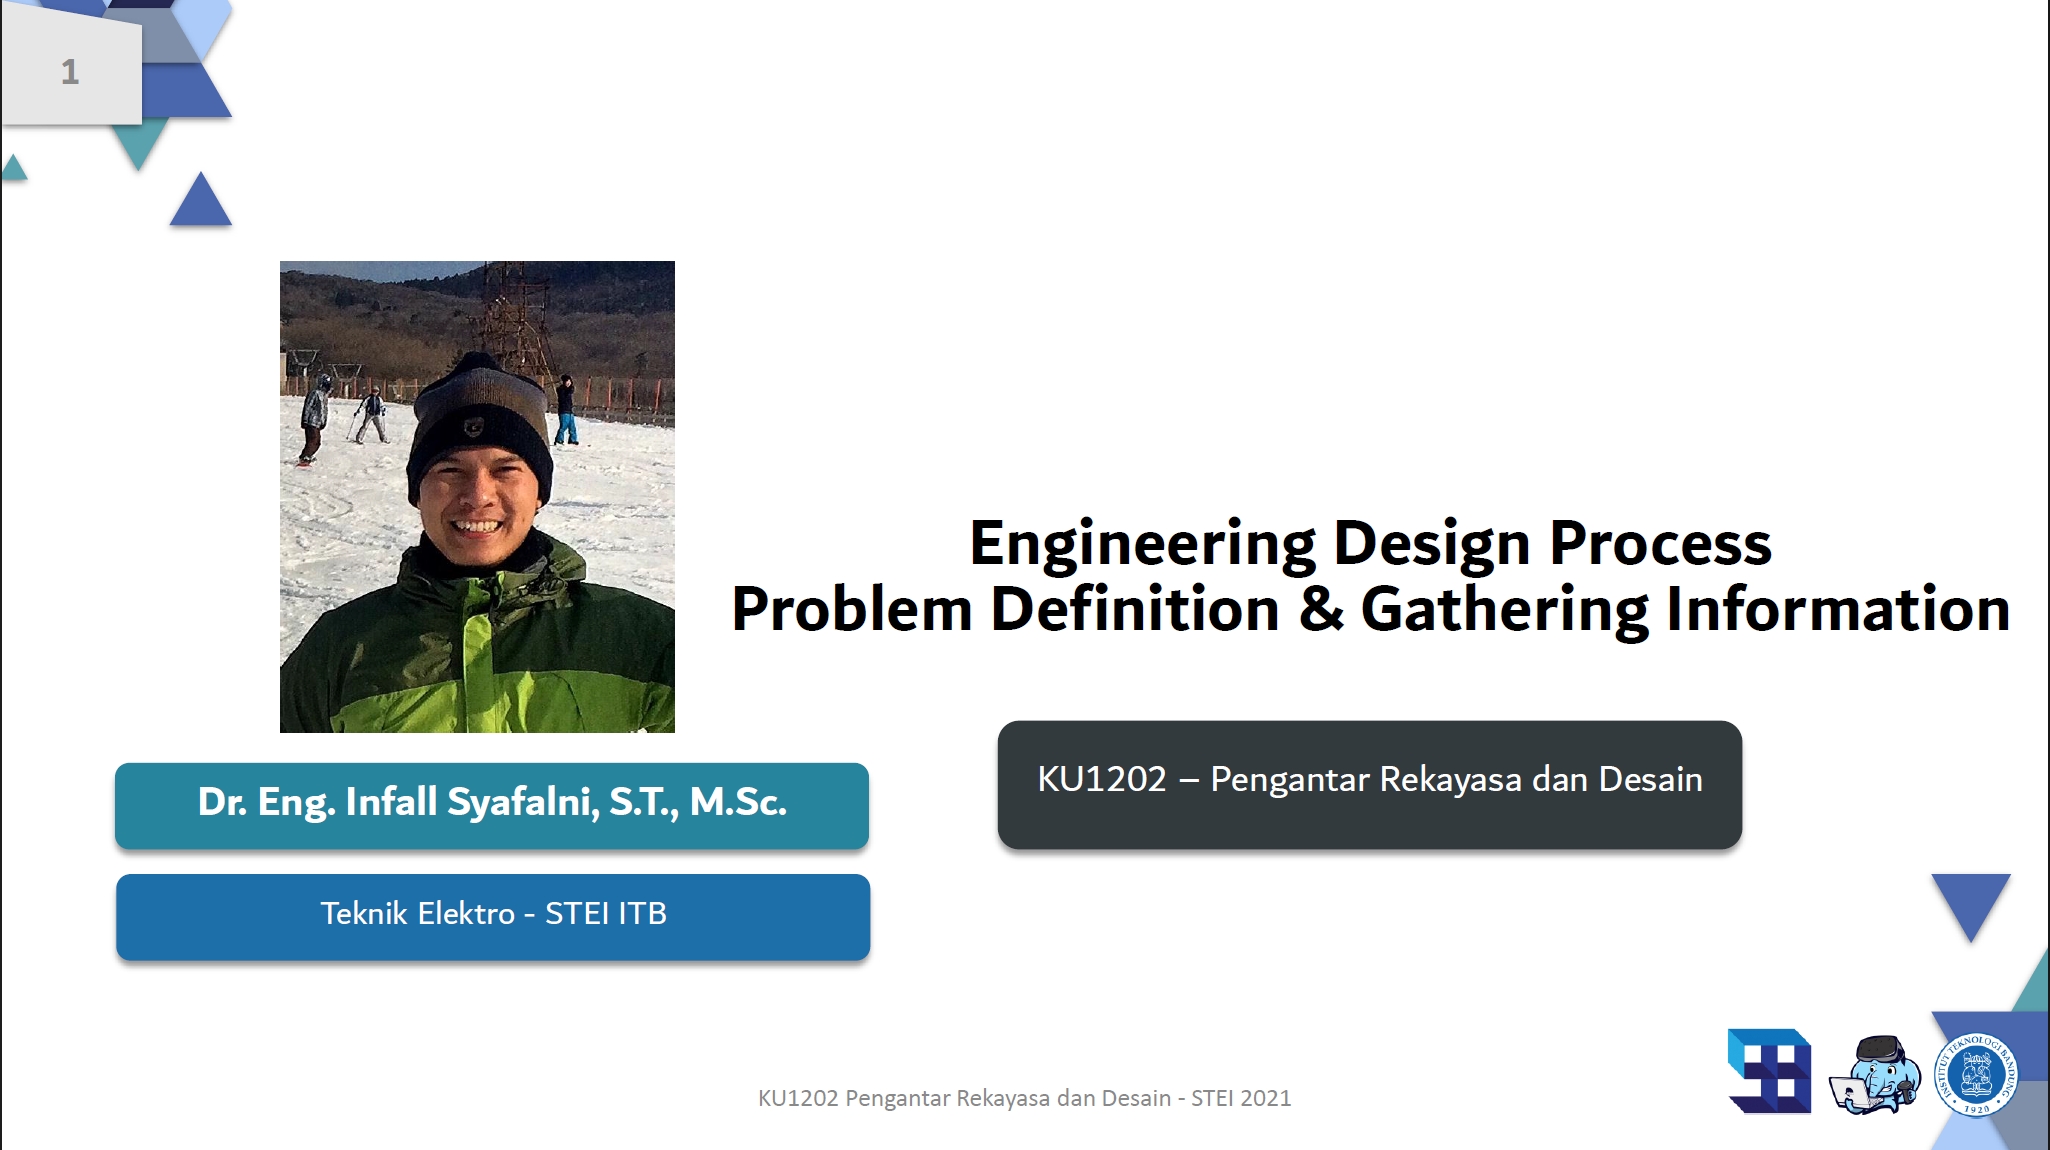 1
Engineering Design Process
Problem Definition & Gathering Information
KU1202 – Pengantar Rekayasa dan Desain
Dr. Eng. Infall Syafalni, S.T., M.Sc.
Teknik Elektro - STEI ITB
KU1202 Pengantar Rekayasa dan Desain - STEI 2021
INSTITUT TEKNOLOGI BANDUNG
1920